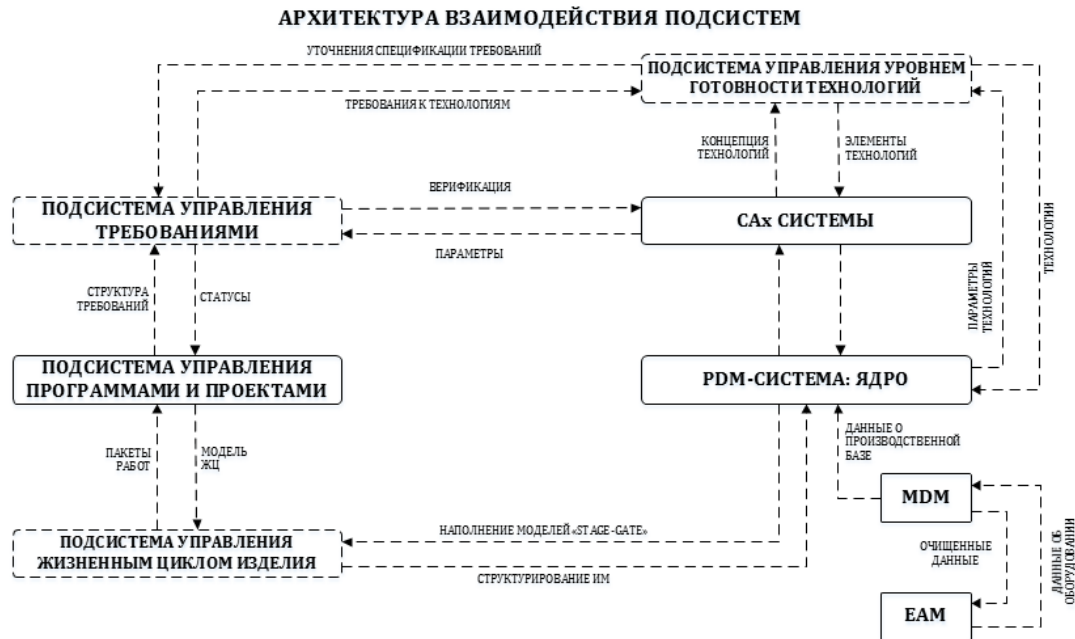 АРХИТЕКТУРА ВЗАИМОДЕЙСТВИЯ ПОДСИСТЕМ
УТОЧНЕНИЯ СПЕЦИФИКАЦИИ ТРЕБОВАНИЙ
ПОДСИСТЕМА УПРАВЛЕНИЯ УРОВНЕМ
ГОТОВНОСТИ ТЕХНОЛОГИЙ
ТРЕБОВАНИЯ К ТЕХНОЛОГИЯМ
КОНЦЕПЦИЯ
ТЕХНОЛОГИЙ
ЭЛЕМЕНТЫ
ТЕХНОЛОГИЙ
ПОДСИСТЕМА УПРАВЛЕНИЯ
ТРЕБОВАНИЯМИ
ВЕРИФИКАЦИЯ
CAx СИСТЕМЫ
ПАРАМЕТРЫ
ПАРАМЕТРЫ
ТЕХНОЛОГИЙ
ТЕХНОЛОГИИ
СТРУКТУРА
ТРЕБОВАНИЙ
СТАТУСЫ
ПОДСИСТЕМА УПРАВЛЕНИЯ
ПРОГРАММАМИ И ПРОЕКТАМИ
PDM-СИСТЕМА: ЯДРО
ПАКЕТЫ
РАБОТ
МОДЕЛЬ
ЖЦ
ДАННЫЕ О
ПРОИЗВОДСТВЕННОЙ
БАЗЕ
MDM
ПОДСИСТЕМА УПРАВЛЕНИЯ
ЖИЗНЕННЫМ ЦИКЛОМ ИЗДЕЛИЯ
НАПОЛНЕНИЕ МОДЕЛЕЙ «STAGE-GATE»
СТРУКТУРИРОВАНИЕ ИМ
ОЧИЩЕННЫЕ
ДАННЫЕ
ДАННЫЕ ОБ
ОБОРУДОВАНИИ
EAM